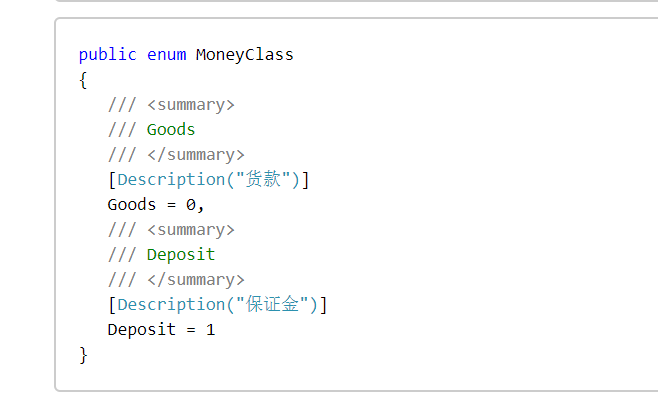 public enum MoneyClass
{
/// <summary>
/// Goods
/// </summary>
[Description("货款")]
Goods = 0,
/// <summary>
/// Deposit
/// </summary>
[Description("保证金")]
Deposit = 1
}